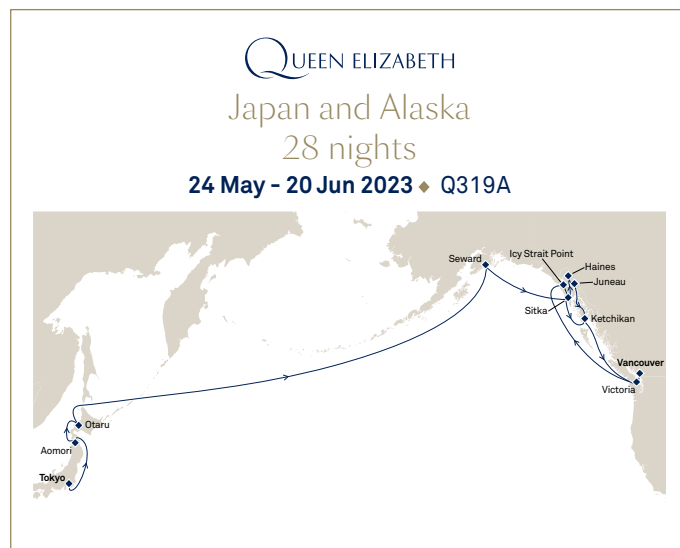 QUEEN ELIZABETH
Japan and Alaska
28 nights
24 May - 20 Jun 2023 ◆ Q319A
Seward
Icy Strait Point
Haines
Juneau
Sitka
Ketchikan
Vancouver
Victoria
Otaru
Aomori
Tokyo